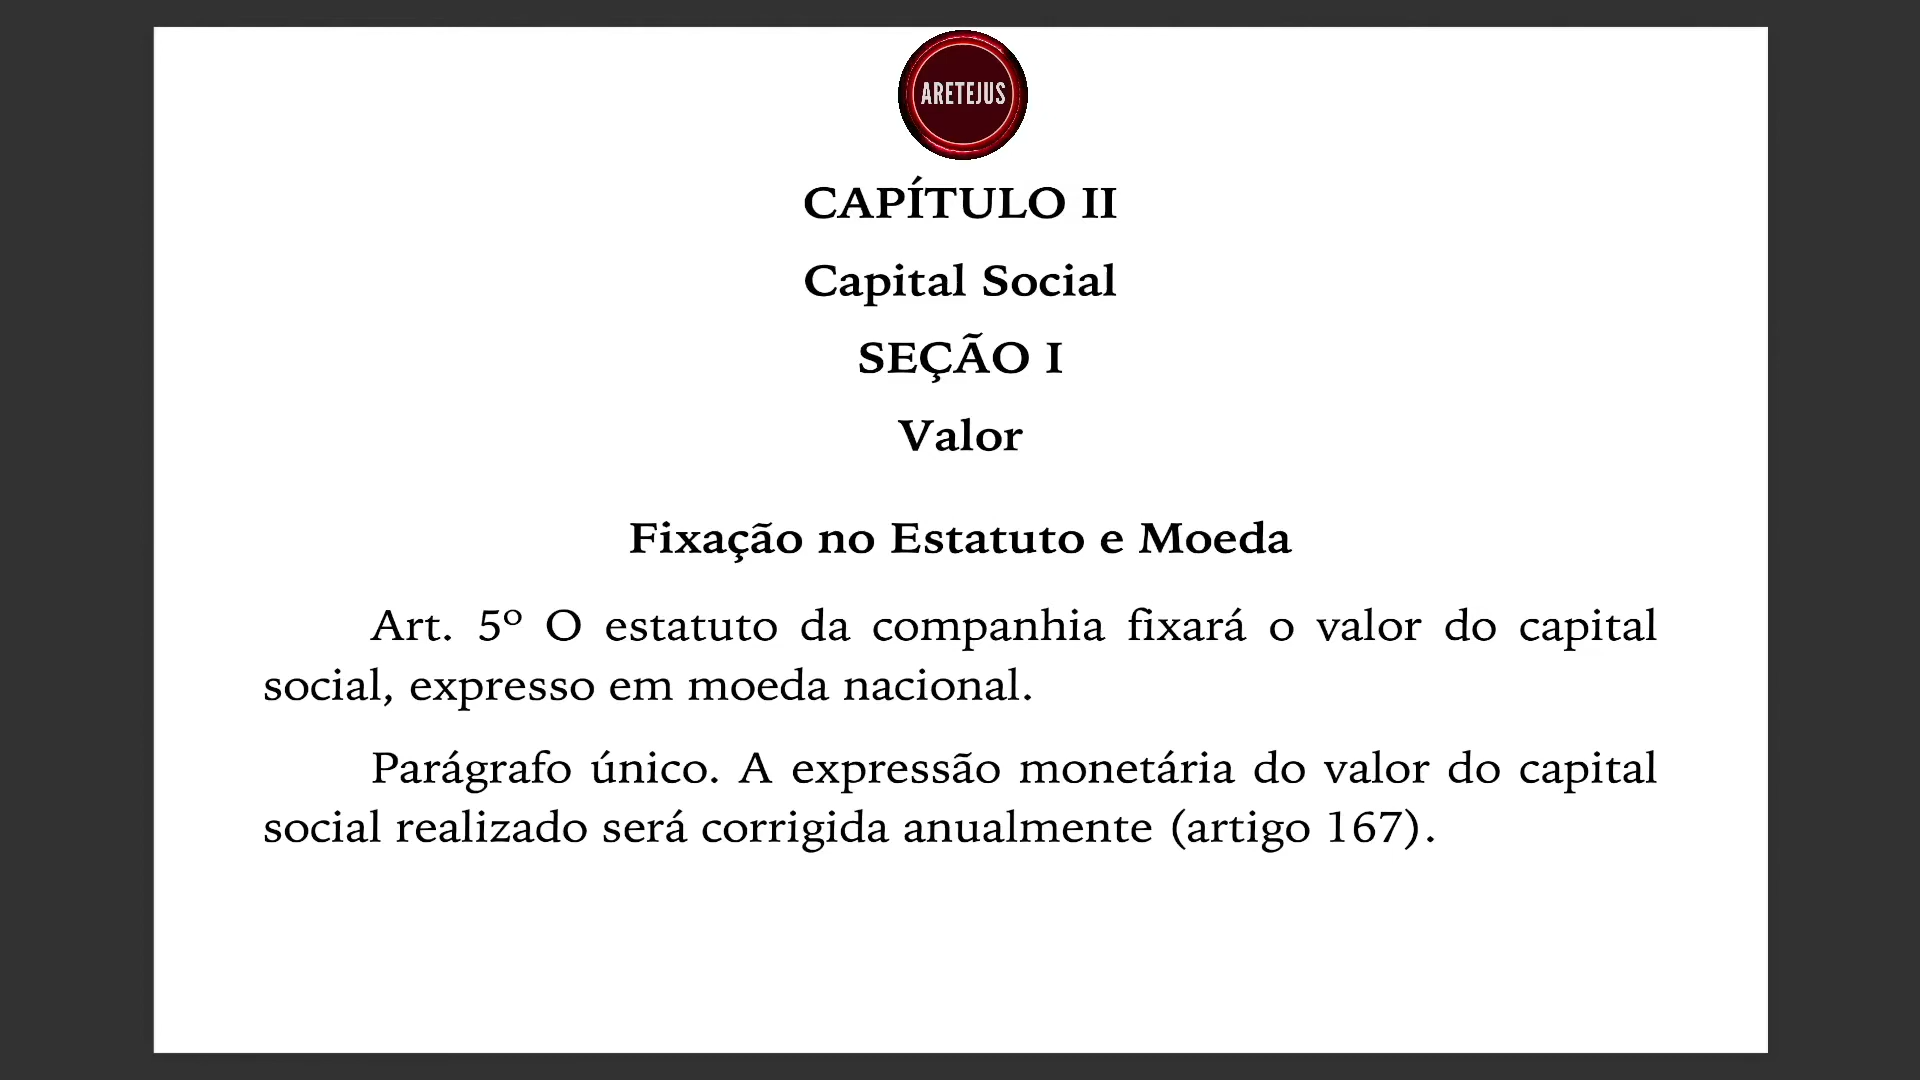 ARETEJUS
CAPÍTULO II
Capital Social
SEÇÃO I
Valor
Fixação no Estatuto e Moeda
Art. 5º O estatuto da companhia fixará o valor do capital
social, expresso em moeda nacional.
Parágrafo único. A expressão monetária do valor do capital
social realizado será corrigida anualmente (artigo 167).